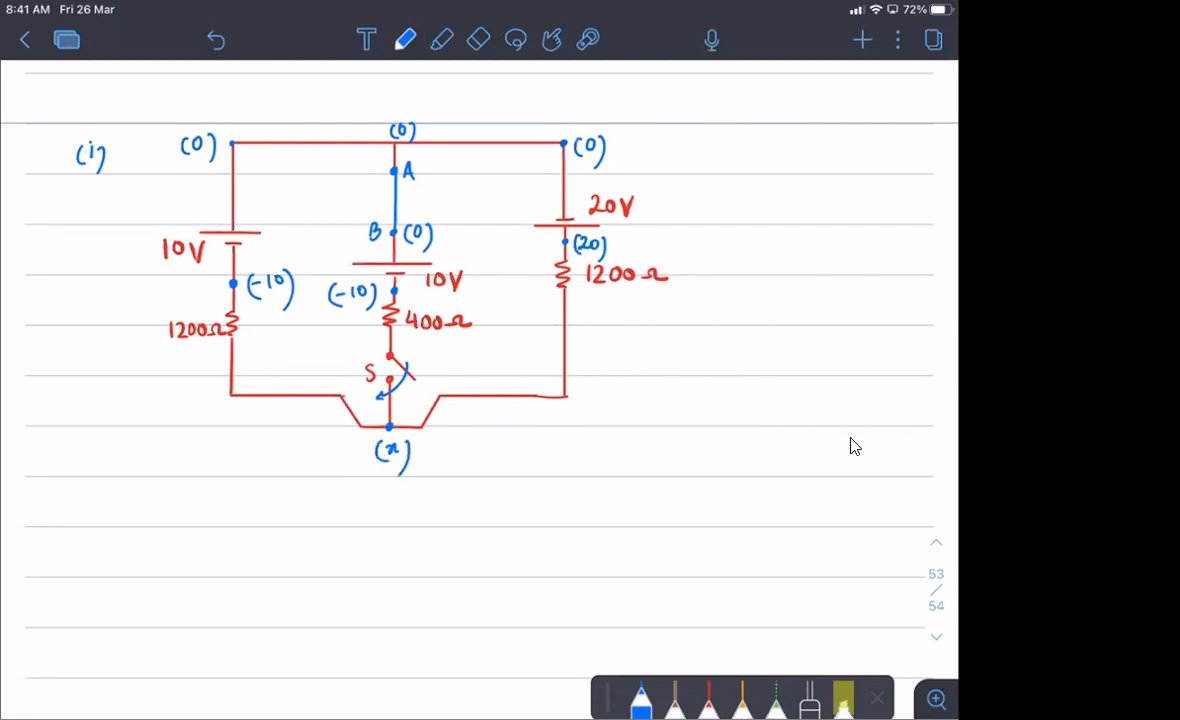 8:41 AM Fri 26 Mar
72%
T
(i)
(0)
(0)
(0)
A
B (0)
20V
(20)
1200Ω
10V
(-10)
(-10)
10V
1200Ω
400Ω
S
(x)
53
/
54